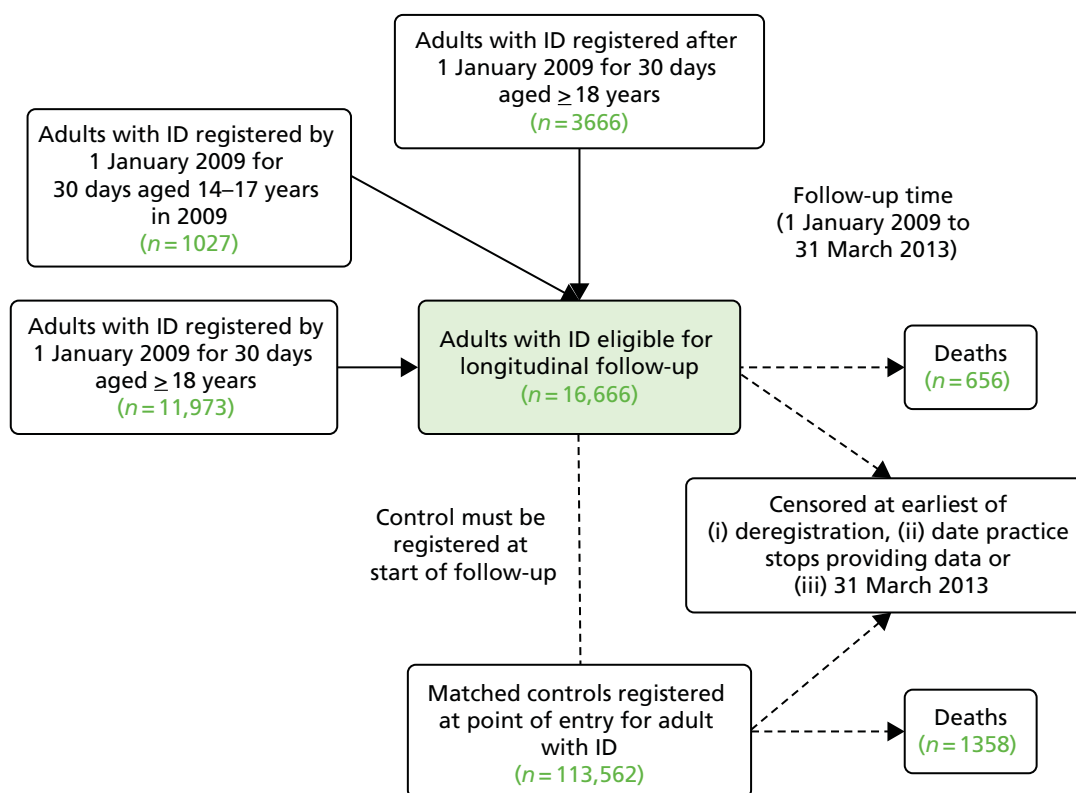 Adults with ID registered after
1 January 2009 for 30 days
aged ≥ 18 years
(n = 3666)
Adults with ID registered by
1 January 2009 for
30 days aged 14–17 years
in 2009
(n = 1027)
Follow-up time
(1 January 2009 to
31 March 2013)
Adults with ID registered by
1 January 2009 for 30 days
aged ≥ 18 years
(n = 11,973)
Adults with ID eligible for
longitudinal follow-up
(n = 16,666)
Deaths
(n = 656)
Control must be
registered at
start of follow-up
Censored at earliest of
(i) deregistration, (ii) date practice
stops providing data or
(iii) 31 March 2013
Matched controls registered
at point of entry for adult
with ID
(n = 113,562)
Deaths
(n = 1358)